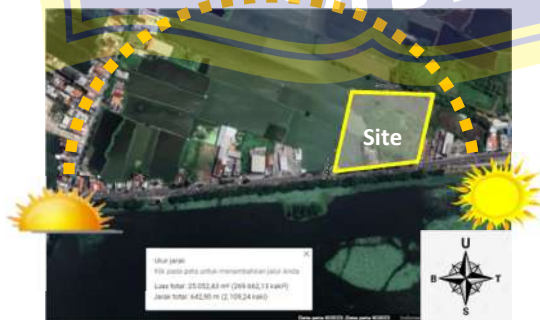 Site
Ukur jarak
Klik pada peta untuk menambahkan jalur Anda
Luas total: 25.052,43 m² (269.662,13 kaki²)
Jarak total: 642,90 m (2.109,24 kaki)
U
B
T
S